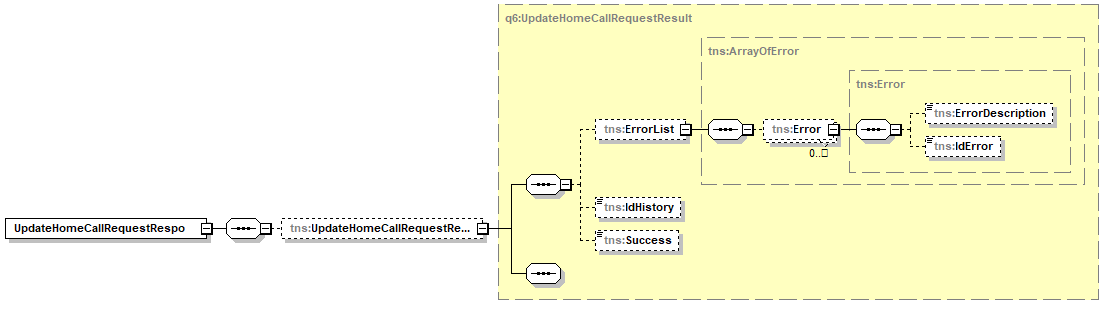 q6:UpdateHomeCallRequestResult
tns:ArrayOfError
tns:Error
tns:ErrorDescription
tns:ErrorList
tns:Error
0..□
tns:IdError
tns:IdHistory
UpdateHomeCallRequestRespo
tns:UpdateHomeCallRequestRe...
tns:Success